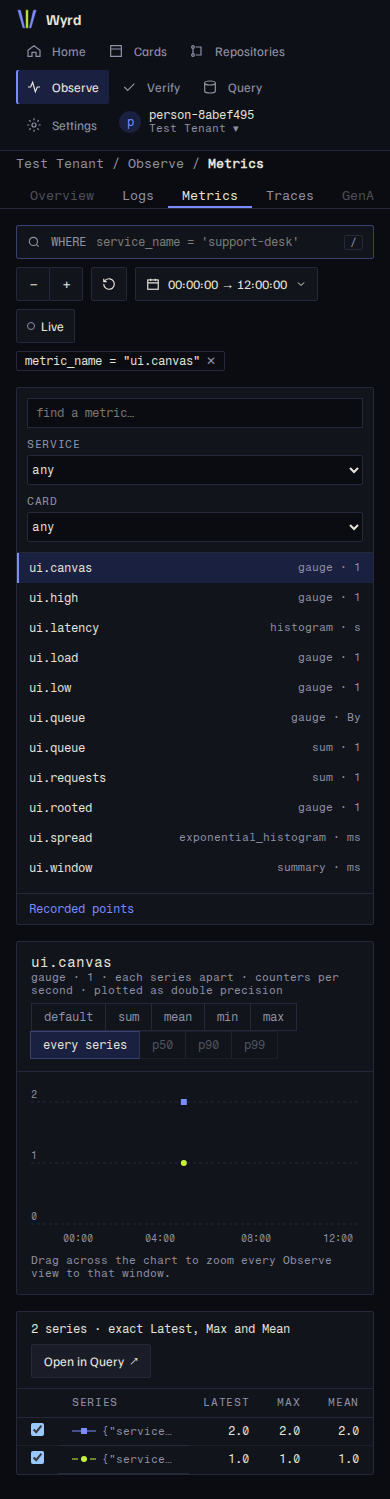 Wyrd
Home Cards Repositories
Observe Verify Query
Settings p person-8abef495
Test Tenant ▾
Test Tenant / Observe / Metrics
Overview Logs Metrics Traces GenA
WHERE service_name = 'support-desk' /
− + 00:00:00 → 12:00:00
Live
metric_name = "ui.canvas" ✕
find a metric…
SERVICE
any
CARD
any
ui.canvas gauge · 1
ui.high gauge · 1
ui.latency histogram · s
ui.load gauge · 1
ui.low gauge · 1
ui.queue gauge · By
ui.queue sum · 1
ui.requests sum · 1
ui.rooted gauge · 1
ui.spread exponential_histogram · ms
ui.window summary · ms
Recorded points
ui.canvas
gauge · 1 · each series apart · counters per
second · plotted as double precision
default sum mean min max
every series p50 p90 p99
2
1
0
00:00 04:00 08:00 12:00
Drag across the chart to zoom every Observe
view to that window.
2 series · exact Latest, Max and Mean
Open in Query ↗
SERIES LATEST MAX MEAN
{"service… 2.0 2.0 2.0
{"service… 1.0 1.0 1.0